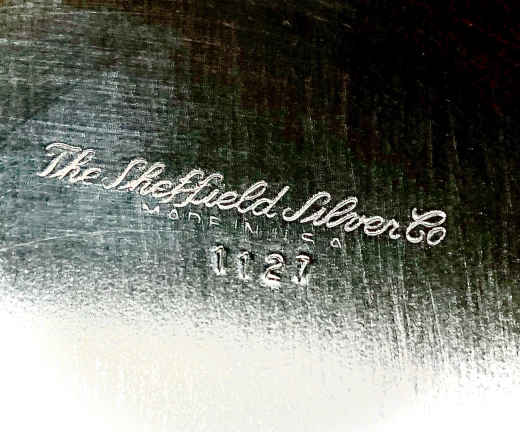 The Sheffield Silver Co
MADE IN U.S.A
1127